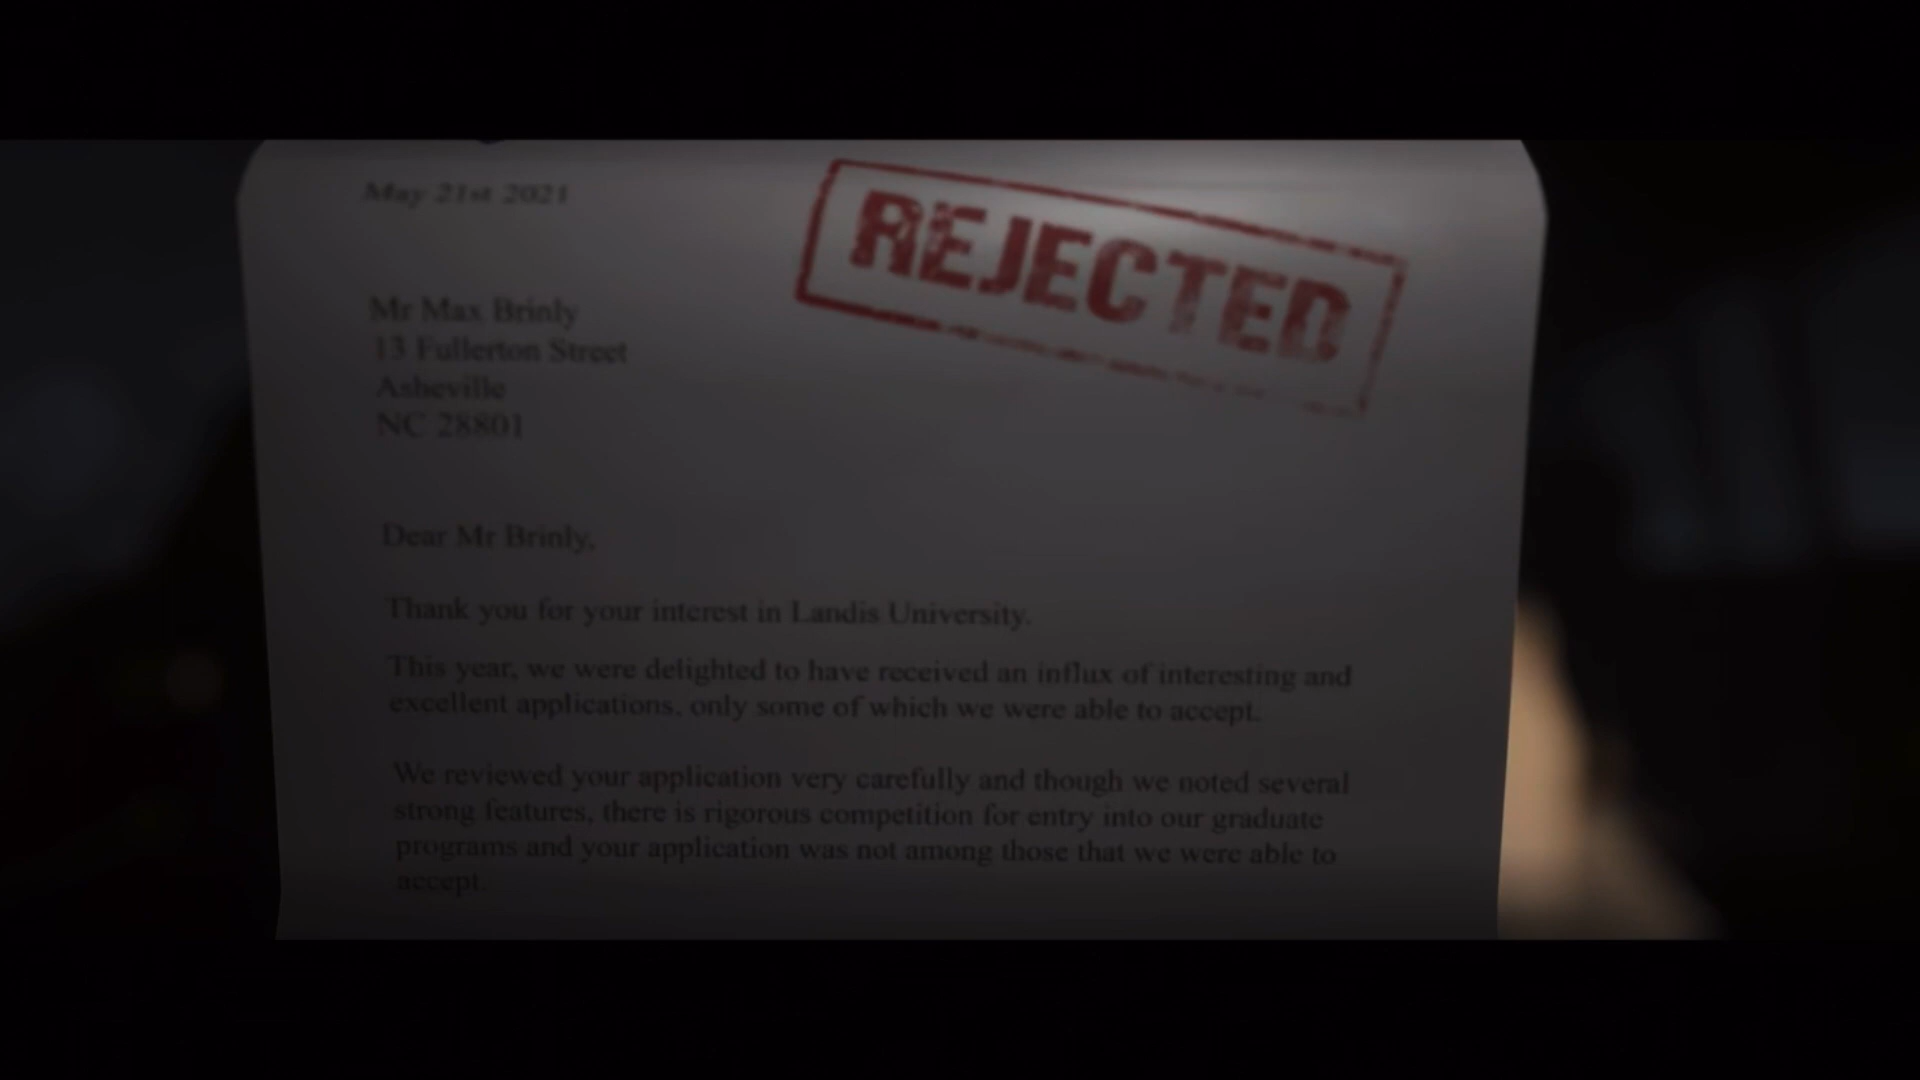 May 21st 2021
REJECTED
Mr Max Brinly
13 Fullerton Street
Asheville
NC 28801
Dear Mr Brinly,
Thank you for your interest in Landis University.
This year, we were delighted to have received an influx of interesting and
excellent applications, only some of which we were able to accept.
We reviewed your application very carefully and though we noted several
strong features, there is rigorous competition for entry into our graduate
programs and your application was not among those that we were able to
accept.